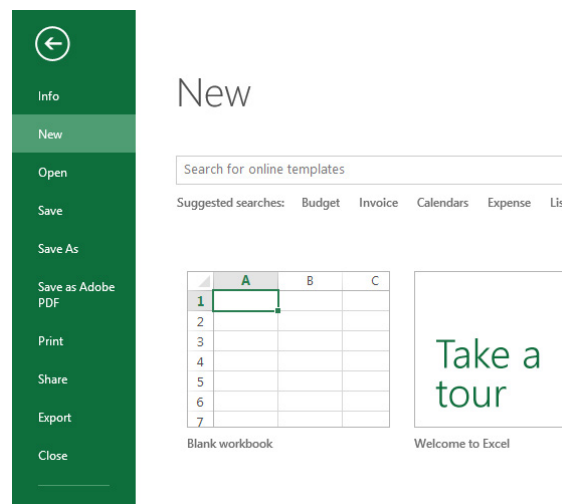 Info
New
Open
Save
Save As
Save as Adobe
PDF
Print
Share
Export
Close
New
Search for online templates
Suggested searches: Budget Invoice Calendars Expense
A B C
1
2
3
4
5
6
7
Blank workbook
Take a
tour
Welcome to Excel